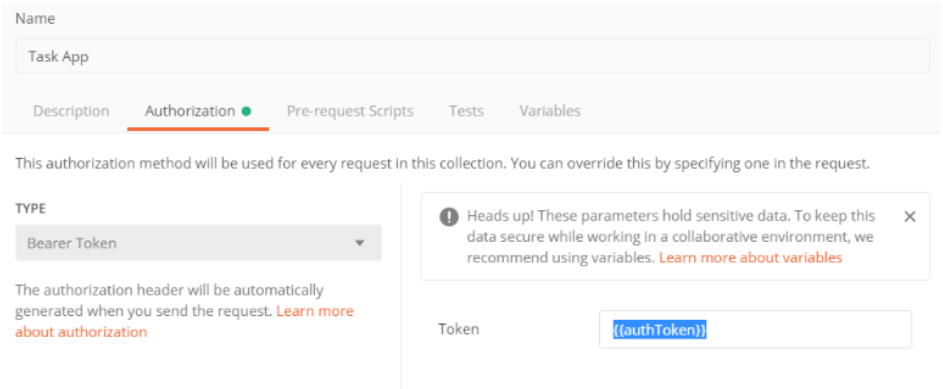 Name
Task App
Description Authorization Pre-request Scripts Tests Variables
This authorization method will be used for every request in this collection. You can override this by specifying one in the request.
TYPE
Bearer Token
The authorization header will be automatically
generated when you send the request. Learn more
about authorization
Heads up! These parameters hold sensitive data. To keep this
data secure while working in a collaborative environment, we
recommend using variables. Learn more about variables
Token
{{authToken}}